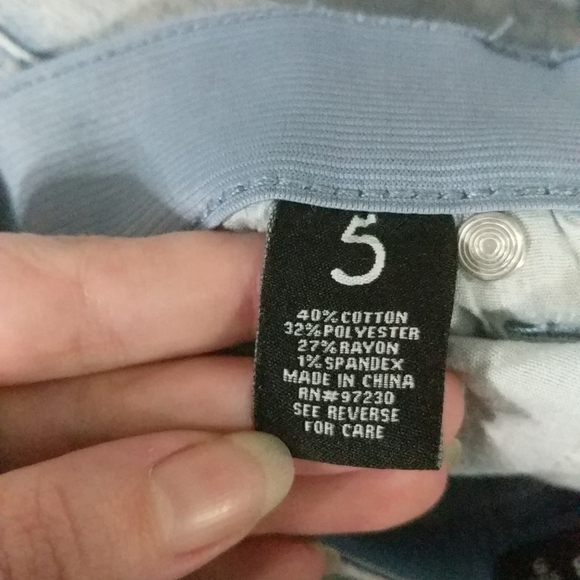 5
40% COTTON
32% POLYESTER
27% RAYON
1% SPANDEX
MADE IN CHINA
RN#97230
SEE REVERSE
FOR CARE